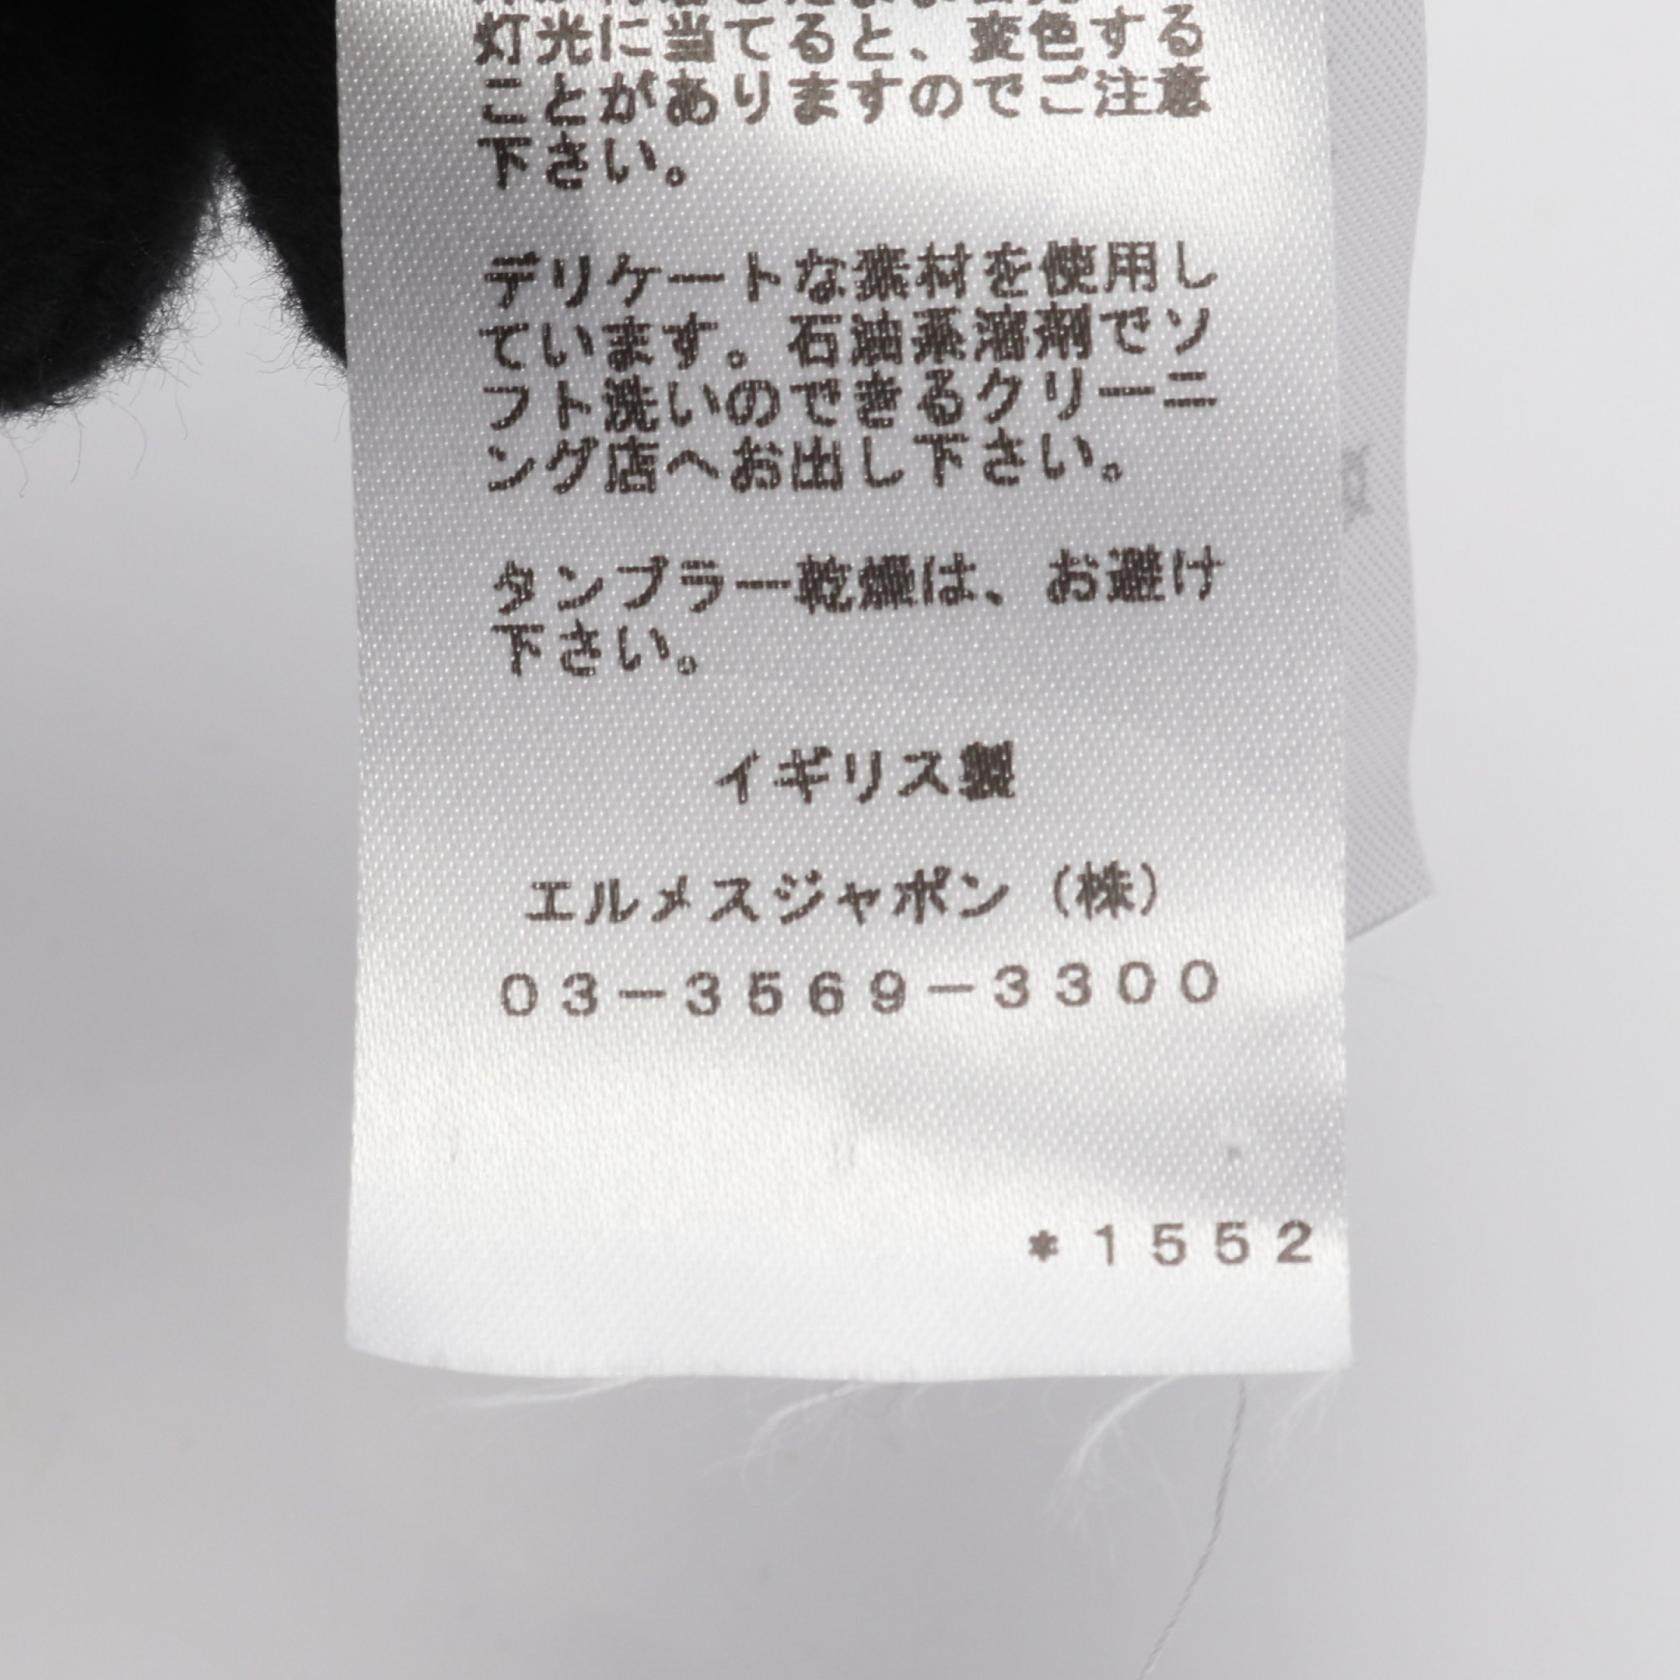 灯光に当てると、変色する
ことがありますのでご注意
下さい。
デリケートな素材を使用し
ています。石油系溶剤でソ
フト洗いのできるクリーニ
ング店へお出し下さい。
タンブラー乾燥は、お避け
下さい。
イギリス製
エルメスジャポン（株）
03-3569-3300
*1552